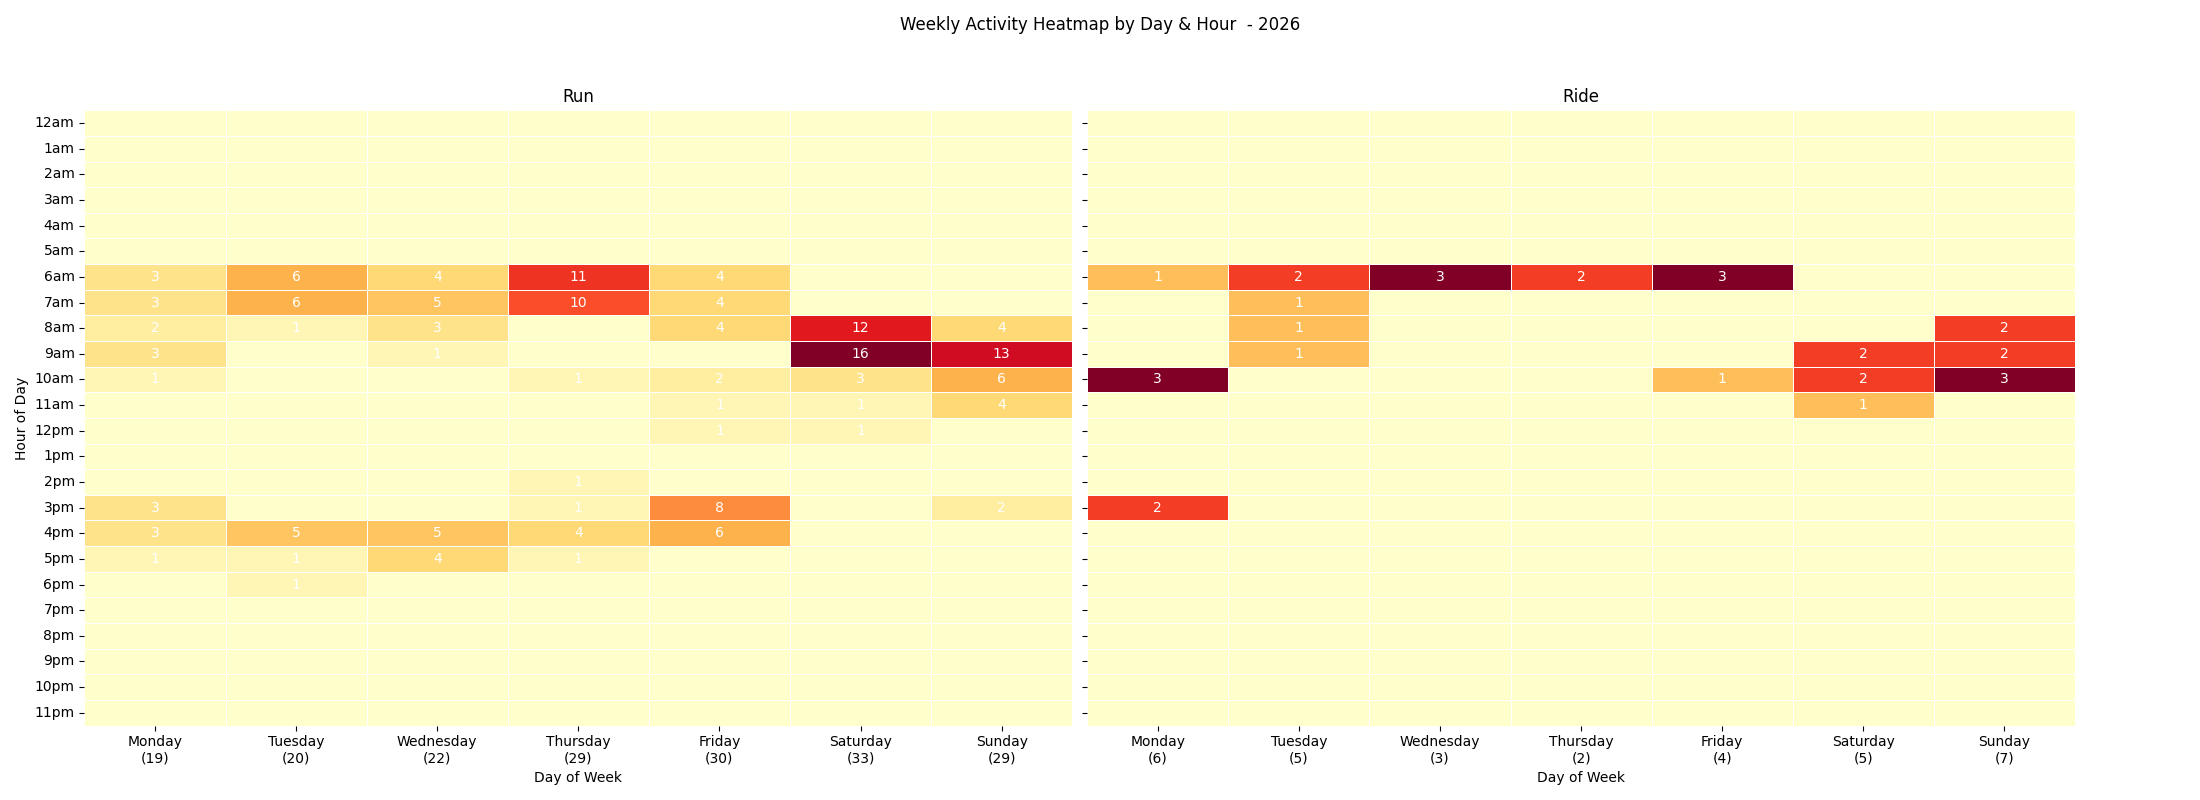 Weekly Activity Heatmap by Day & Hour  - 2026
Run
Ride
Hour of Day
12am
1am
2am
3am
4am
5am
6am 3 6 4 11 4 1 2 3 2 3
7am 3 6 5 10 4 1
8am 2 1 3 4 12 4 1 2
9am 3 1 16 13 1 2 2
10am 1 1 2 3 6 3 1 2 3
11am 1 1 4 1
12pm 1 1
1pm
2pm 1
3pm 3 1 8 2 2
4pm 3 5 5 4 6
5pm 1 1 4 1
6pm 1
7pm
8pm
9pm
10pm
11pm
Monday Tuesday Wednesday Thursday Friday Saturday Sunday Monday Tuesday Wednesday Thursday Friday Saturday Sunday
(19) (20) (22) (29) (30) (33) (29) (6) (5) (3) (2) (4) (5) (7)
Day of Week
Day of Week